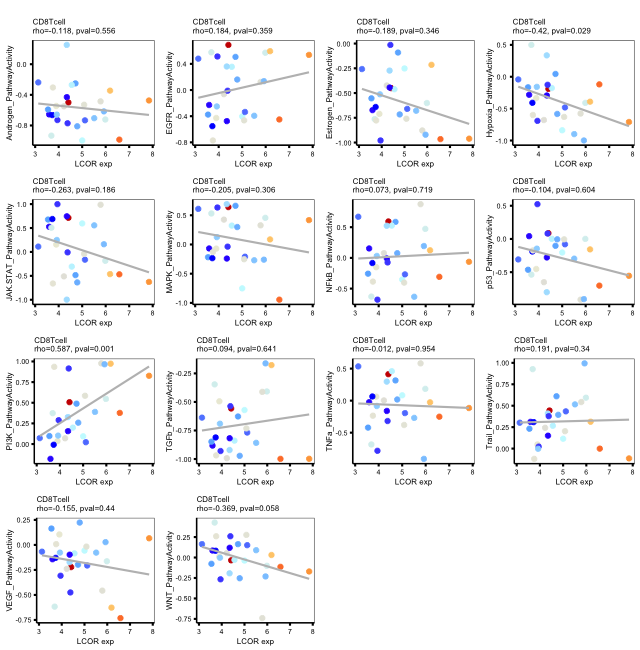 CD8Tcell
rho=-0.118, pval=0.556
Androgen_PathwayActivity
0.0
-0.4
-0.8
3 4 5 6 7 8
LCOR exp
CD8Tcell
rho=0.184, pval=0.359
EGFR_PathwayActivity
0.4
0.0
-0.4
-0.8
3 4 5 6 7 8
LCOR exp
CD8Tcell
rho=-0.189, pval=0.346
Estrogen_PathwayActivity
0.00
-0.25
-0.50
-0.75
-1.00
3 4 5 6 7 8
LCOR exp
CD8Tcell
rho=-0.42, pval=0.029
Hypoxia_PathwayActivity
0.5
0.0
-0.5
-1.0
3 4 5 6 7 8
LCOR exp
CD8Tcell
rho=-0.263, pval=0.186
JAK.STAT_PathwayActivity
1.0
0.5
0.0
-0.5
-1.0
3 4 5 6 7 8
LCOR exp
CD8Tcell
rho=-0.205, pval=0.306
MAPK_PathwayActivity
0.5
0.0
-0.5
-1.0
3 4 5 6 7 8
LCOR exp
CD8Tcell
rho=0.073, pval=0.719
NFkB_PathwayActivity
0.5
0.0
-0.5
3 4 5 6 7 8
LCOR exp
CD8Tcell
rho=-0.104, pval=0.604
p53_PathwayActivity
0.5
0.0
-0.5
3 4 5 6 7 8
LCOR exp
CD8Tcell
rho=0.587, pval=0.001
PI3K_PathwayActivity
1.00
0.75
0.50
0.25
0.00
3 4 5 6 7 8
LCOR exp
CD8Tcell
rho=0.094, pval=0.641
TGFb_PathwayActivity
-0.25
-0.50
-0.75
-1.00
3 4 5 6 7 8
LCOR exp
CD8Tcell
rho=-0.012, pval=0.954
TNFa_PathwayActivity
0.5
0.0
-0.5
3 4 5 6 7 8
LCOR exp
CD8Tcell
rho=0.191, pval=0.34
Trail_PathwayActivity
1.00
0.75
0.50
0.25
0.00
3 4 5 6 7 8
LCOR exp
CD8Tcell
rho=-0.155, pval=0.44
VEGF_PathwayActivity
0.25
0.00
-0.25
-0.50
-0.75
3 4 5 6 7 8
LCOR exp
CD8Tcell
rho=-0.369, pval=0.058
WNT_PathwayActivity
0.25
0.00
-0.25
-0.50
-0.75
3 4 5 6 7 8
LCOR exp